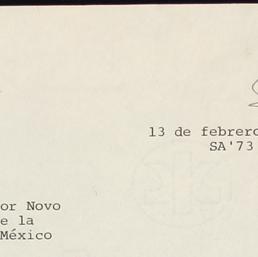 13 de febrero
SA'73
or Novo
e la
México